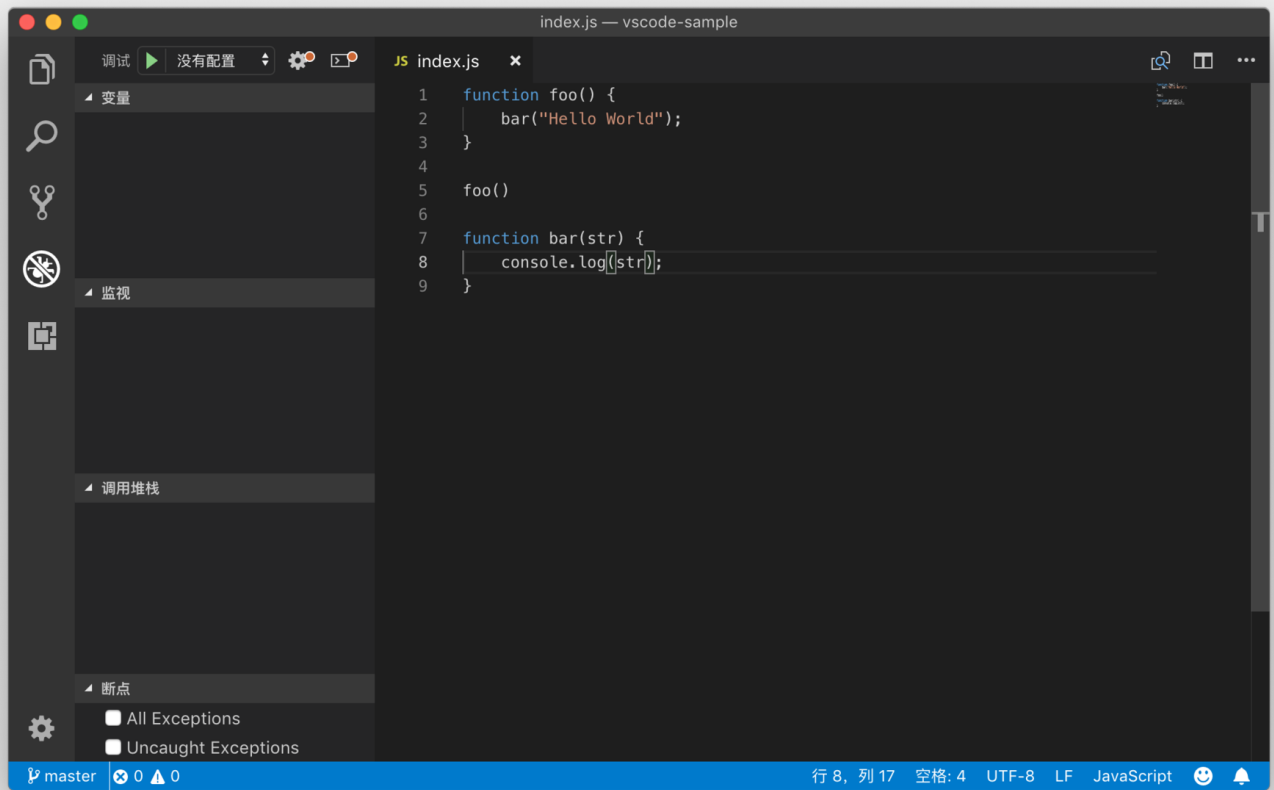 index.js — vscode-sample
调试 没有配置
JS index.js ×
变量
监视
调用堆栈
断点
All Exceptions
Uncaught Exceptions
1 function foo() {
2     bar("Hello World");
3 }
4
5 foo()
6
7 function bar(str) {
8     console.log(str);
9 }
master 0 0 行 8，列 17 空格: 4 UTF-8 LF JavaScript